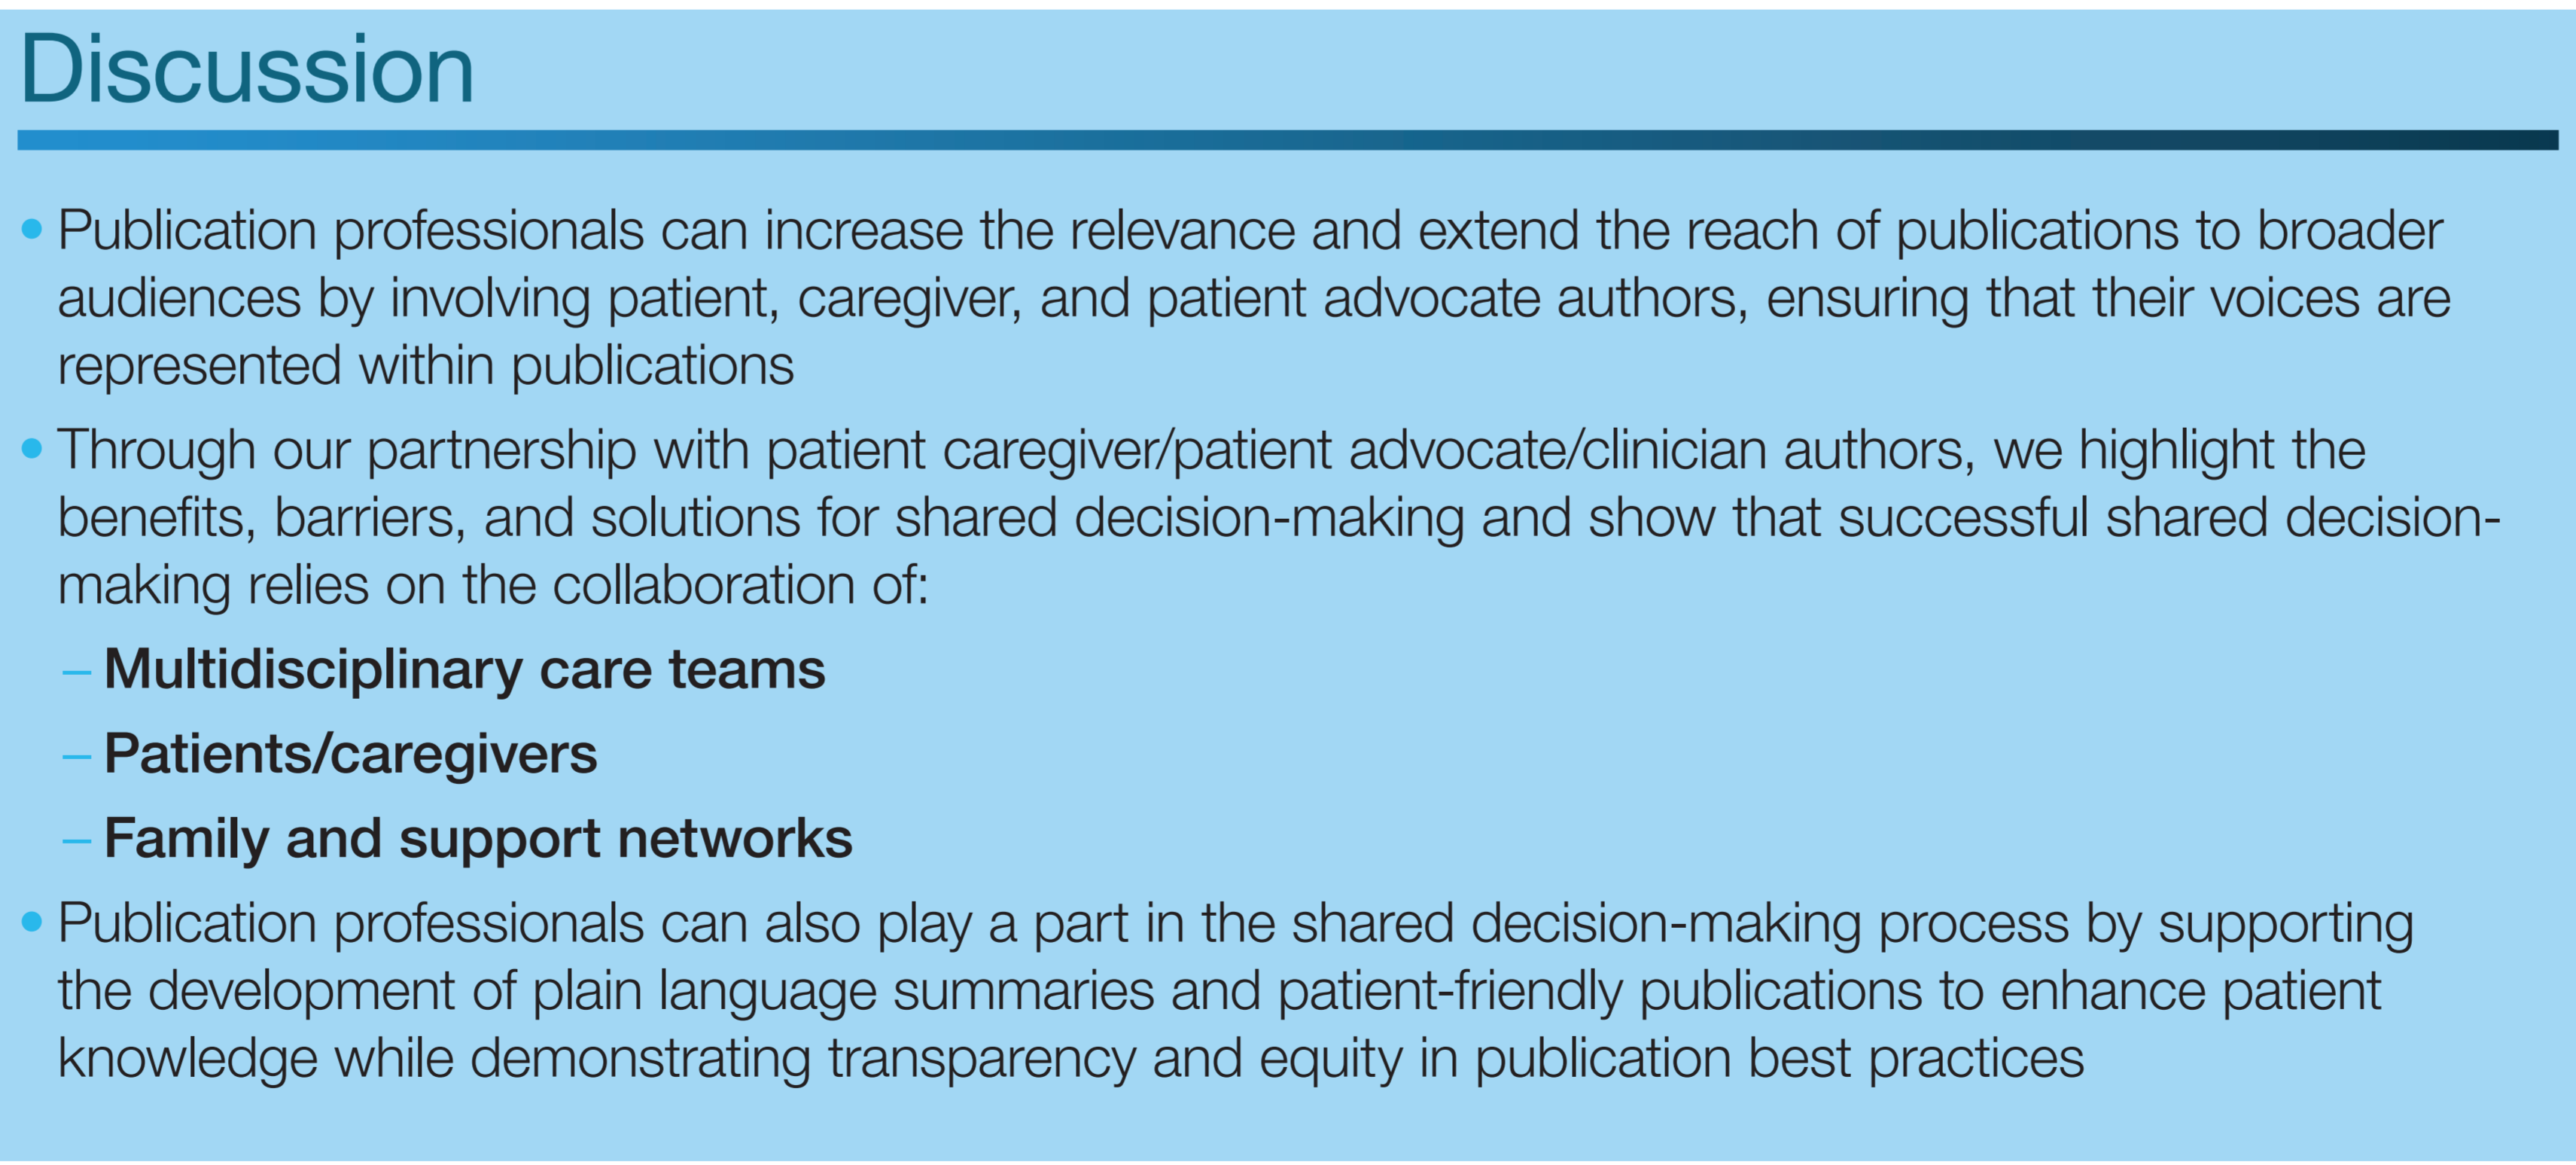 Discussion
• Publication professionals can increase the relevance and extend the reach of publications to broader
audiences by involving patient, caregiver, and patient advocate authors, ensuring that their voices are
represented within publications
• Through our partnership with patient caregiver/patient advocate/clinician authors, we highlight the
benefits, barriers, and solutions for shared decision-making and show that successful shared decision-
making relies on the collaboration of:
– Multidisciplinary care teams
– Patients/caregivers
– Family and support networks
• Publication professionals can also play a part in the shared decision-making process by supporting
the development of plain language summaries and patient-friendly publications to enhance patient
knowledge while demonstrating transparency and equity in publication best practices